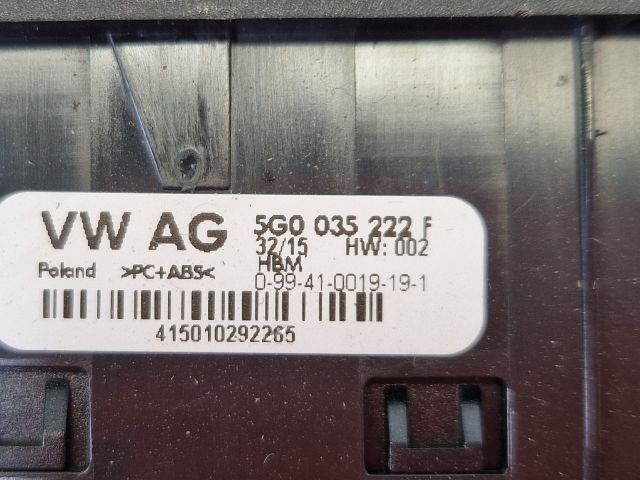 VW AG 5G0 035 222 F
32/15 HW: 002
HBM
Poland >PC+ABS< 0-99-41-0019-19-1
415010292265